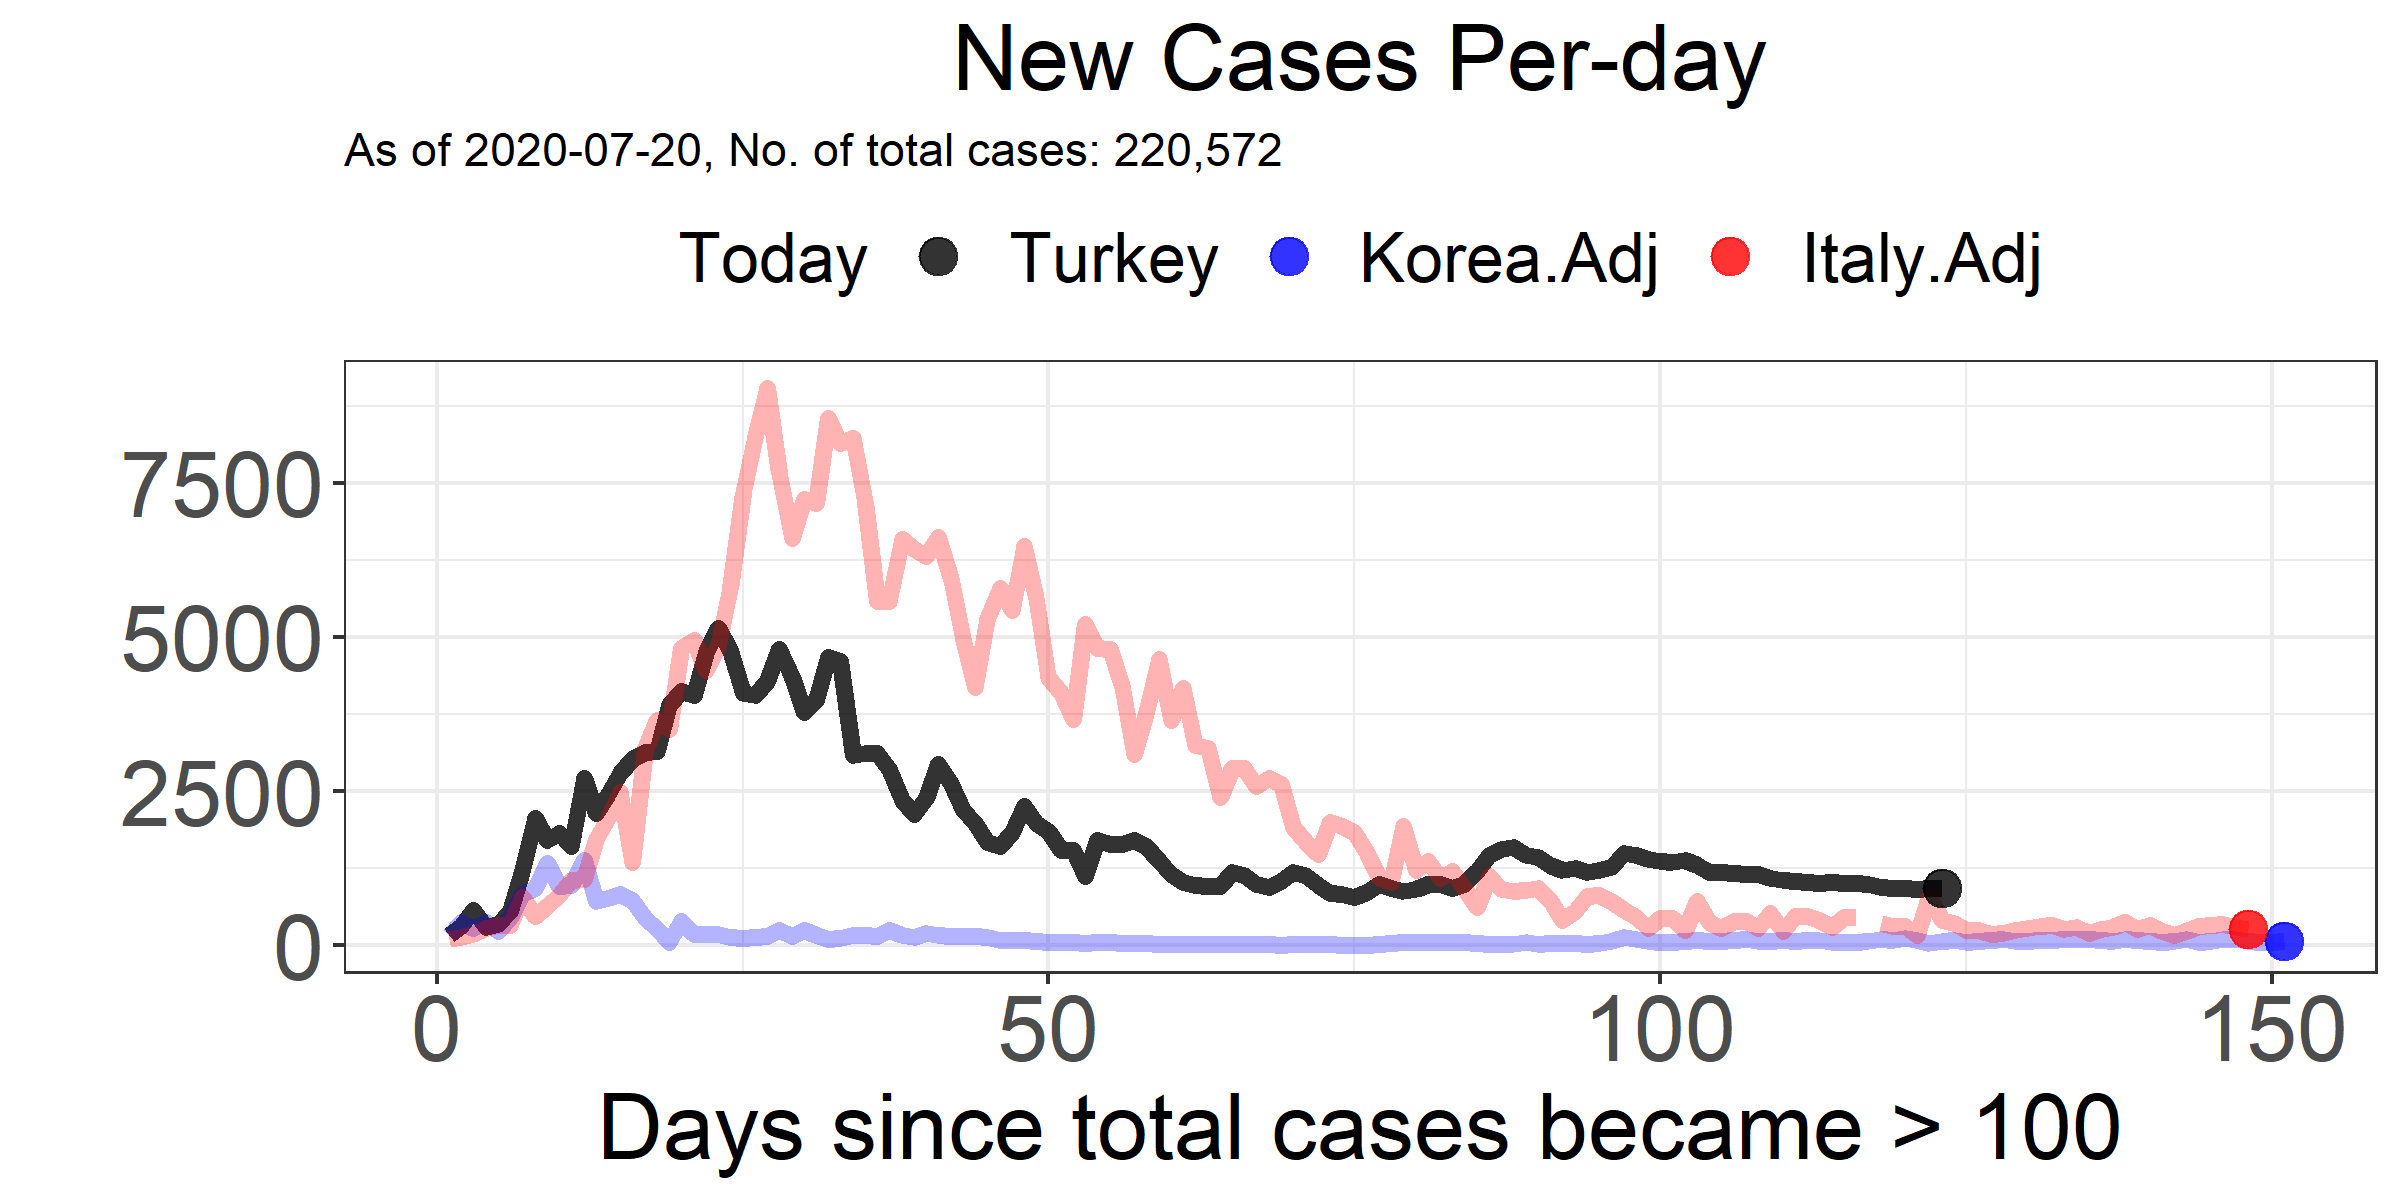 New Cases Per-day
As of 2020-07-20, No. of total cases: 220,572
Today Turkey Korea.Adj Italy.Adj
7500
5000
2500
0
0 50 100 150
Days since total cases became > 100